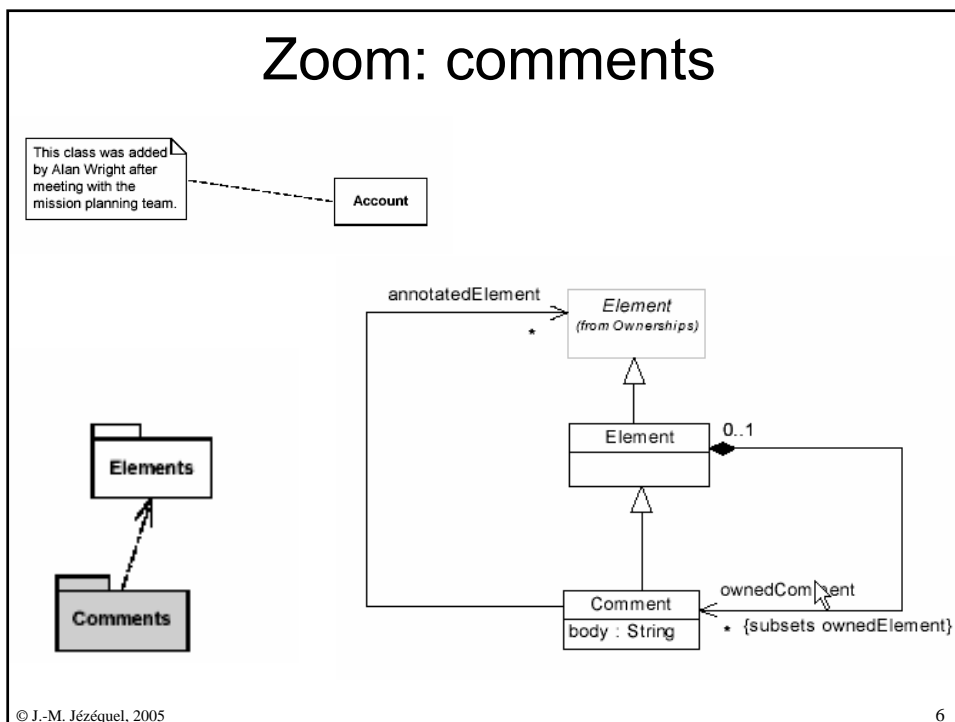 Zoom: comments
This class was added
by Alan Wright after
meeting with the
mission planning team.
Account
annotatedElement
*
Element
(from Ownerships)
Element
0..1
Elements
Comments
Comment
body : String
ownedComment
* {subsets ownedElement}
© J.-M. Jézéquel, 2005
6